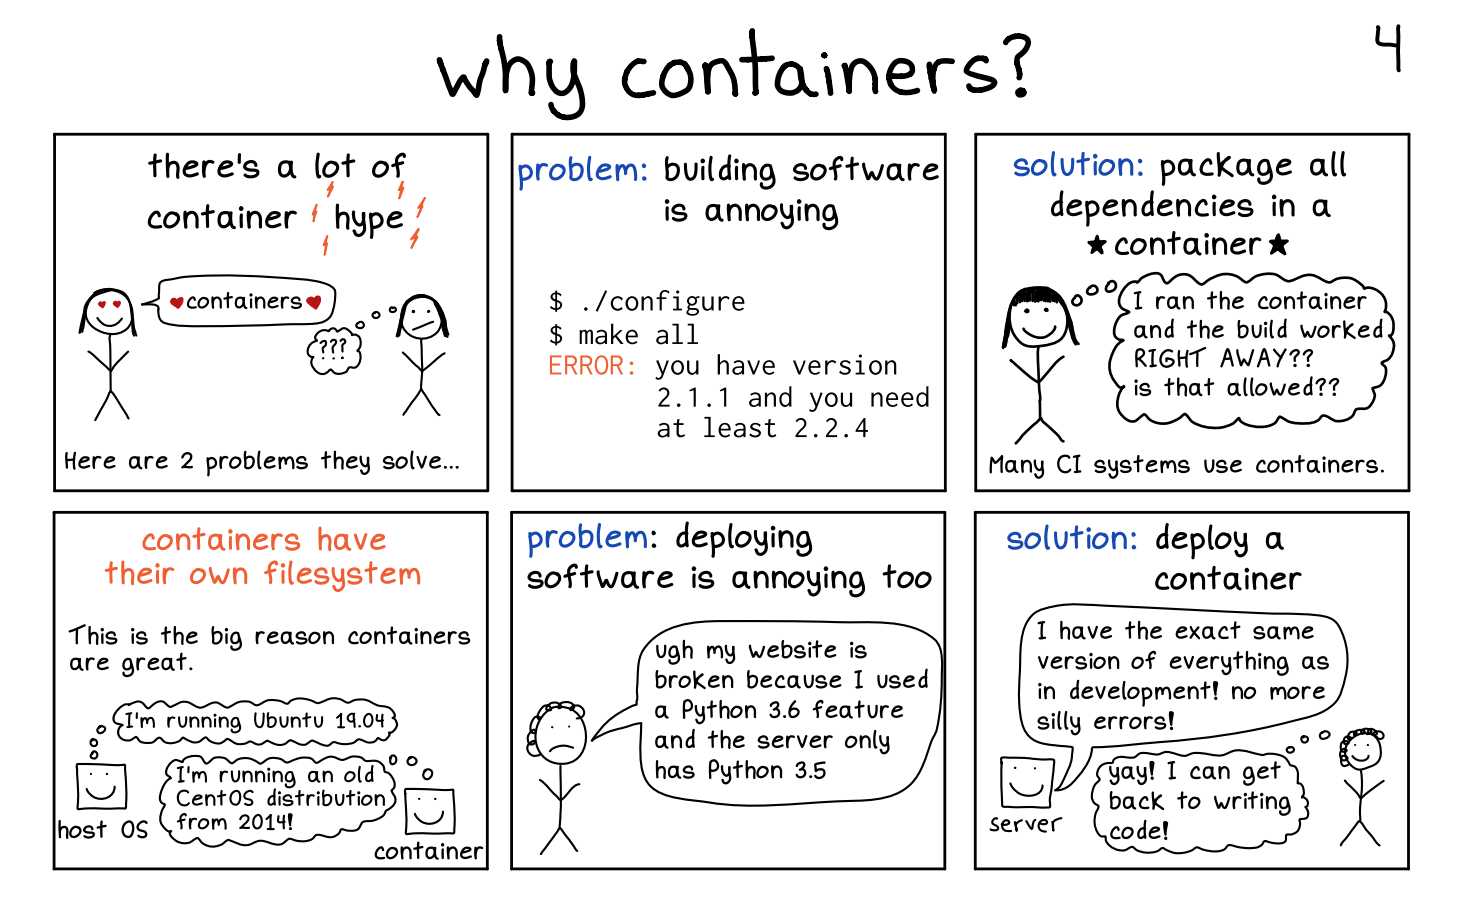 why containers?
4
there's a lot of
container hype
♥containers♥
???
???
Here are 2 problems they solve...
problem: building software
is annoying
$ ./configure
$ make all
ERROR: you have version
2.1.1 and you need
at least 2.2.4
solution: package all
dependencies in a
★container★
I ran the container
and the build worked
RIGHT AWAY??
is that allowed??
Many CI systems use containers.
containers have
their own filesystem
This is the big reason containers
are great.
I'm running Ubuntu 19.04
host OS
I'm running an old
CentOS distribution
from 2014!
container
problem: deploying
software is annoying too
ugh my website is
broken because I used
a Python 3.6 feature
and the server only
has Python 3.5
solution: deploy a
container
I have the exact same
version of everything as
in development! no more
silly errors!
server
yay! I can get
back to writing
code!